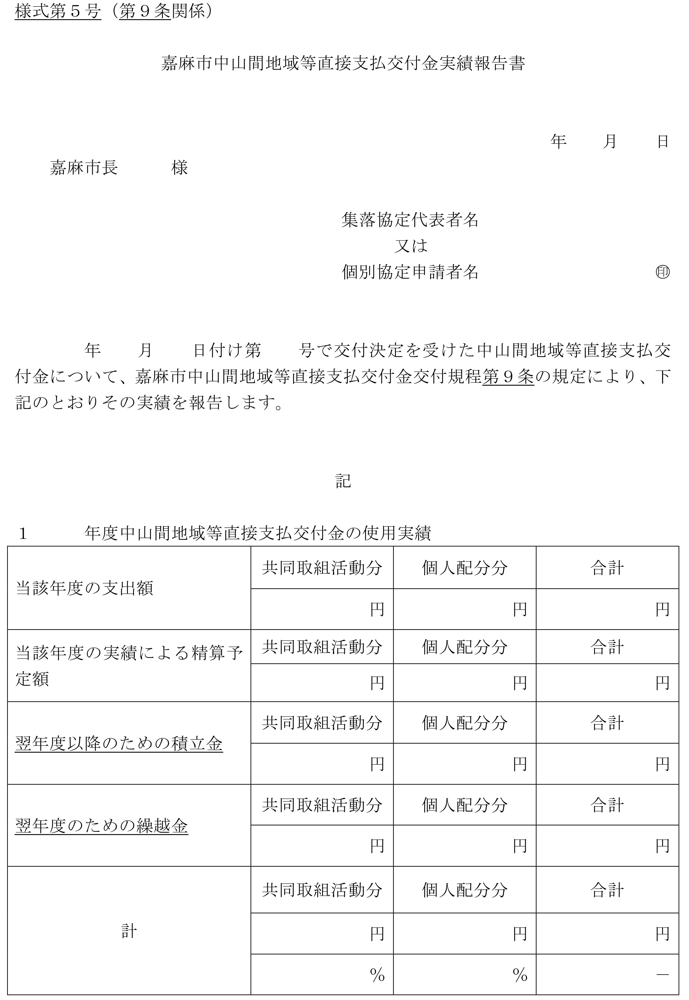 様式第５号（第９条関係）
嘉麻市中山間地域等直接支払交付金実績報告書
年　　月　　日
嘉麻市長　　　様
集落協定代表者名
又は
個別協定申請者名　　　　　　　　　　㊞
年　　月　　日付け第　　号で交付決定を受けた中山間地域等直接支払交
付金について、嘉麻市中山間地域等直接支払交付金交付規程第９条の規定により、下
記のとおりその実績を報告します。
記
１　　　年度中山間地域等直接支払交付金の使用実績
当該年度の支出額
共同取組活動分　個人配分分　合計
円　円　円
当該年度の実績による精算予
定額
共同取組活動分　個人配分分　合計
円　円　円
翌年度以降のための積立金
共同取組活動分　個人配分分　合計
円　円　円
翌年度のための繰越金
共同取組活動分　個人配分分　合計
円　円　円
計
共同取組活動分　個人配分分　合計
円　円　円
％　％　－